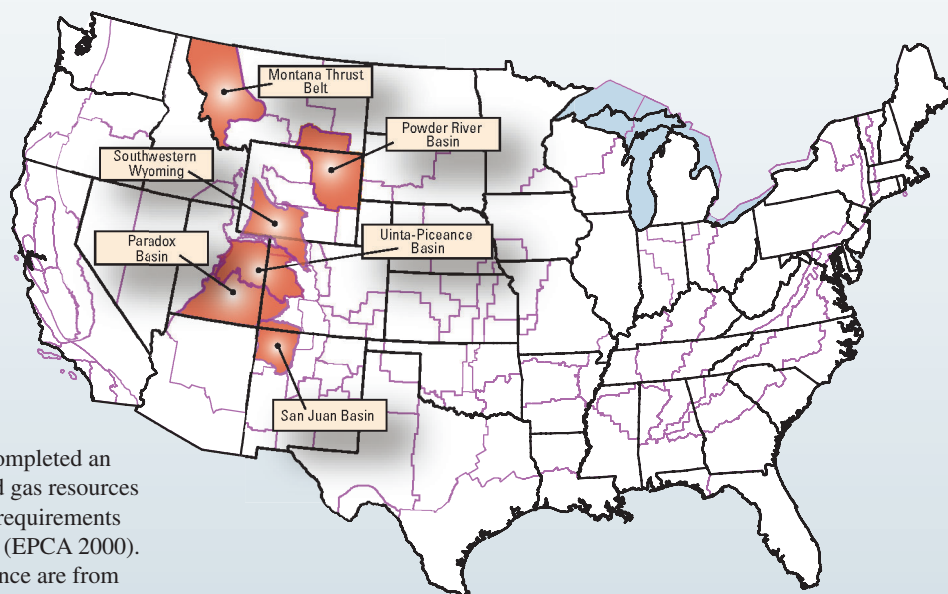 Montana Thrust
Belt
Powder River
Basin
Southwestern
Wyoming
Paradox
Basin
Uinta-Piceance
Basin
San Juan Basin
ompleted an
d gas resources
requirements
(EPCA 2000).
nce are from